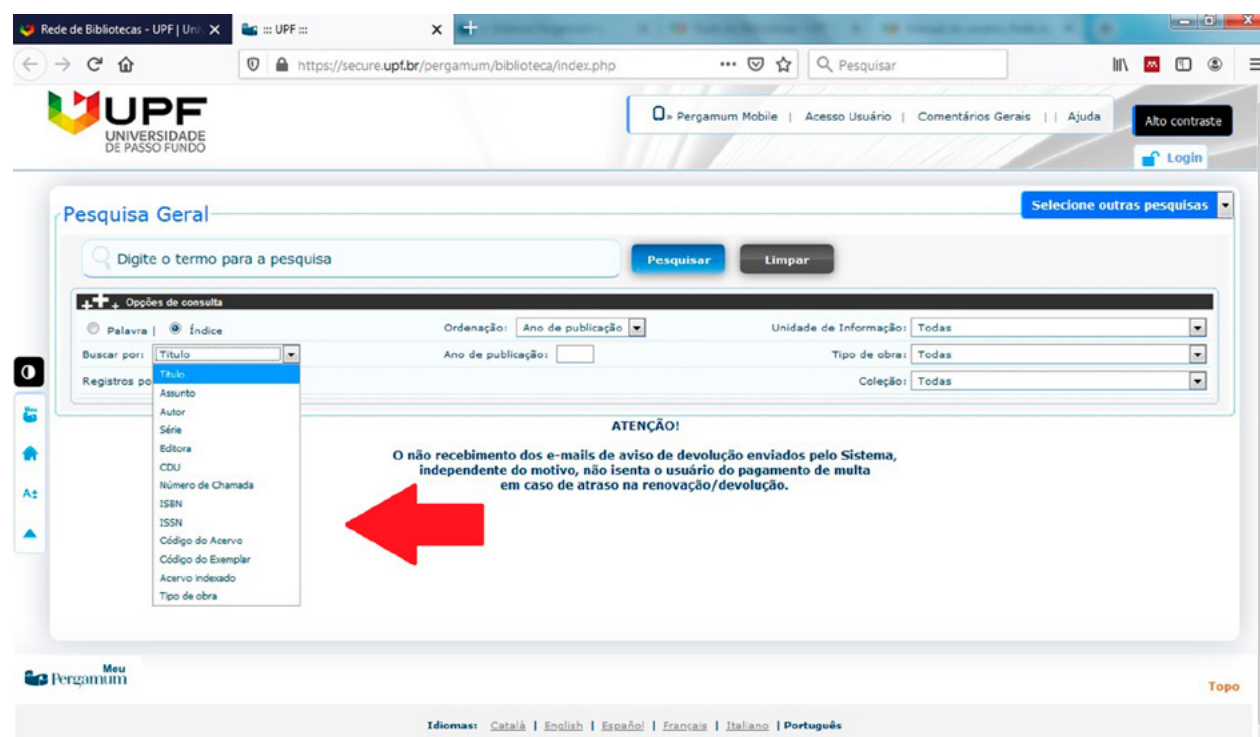 Rede de Bibliotecas - UPF | Uni
::: UPF :::
https://secure.upf.br/pergamum/biblioteca/index.php
Pesquisar
UPF
UNIVERSIDADE
DE PASSO FUNDO
» Pergamum Mobile | Acesso Usuário | Comentários Gerais | | Ajuda
Alto contraste
Login
Pesquisa Geral
Selecione outras pesquisas
Digite o termo para a pesquisa
Pesquisar
Limpar
Opções de consulta
Palavra | Índice
Ordenação: Ano de publicação
Unidade de Informação: Todas
Buscar por: Título
Ano de publicação:
Tipo de obra: Todas
Registros po
Coleção: Todas
Título
Assunto
Autor
Série
Editora
CDU
Número de Chamada
ISBN
ISSN
Código do Acervo
Código do Exemplar
Acervo indexado
Tipo de obra
ATENÇÃO!
O não recebimento dos e-mails de aviso de devolução enviados pelo Sistema,
independente do motivo, não isenta o usuário do pagamento de multa
em caso de atraso na renovação/devolução.
Meu
Pergamum
Topo
Idiomas: Català | English | Español | Français | Italiano | Português